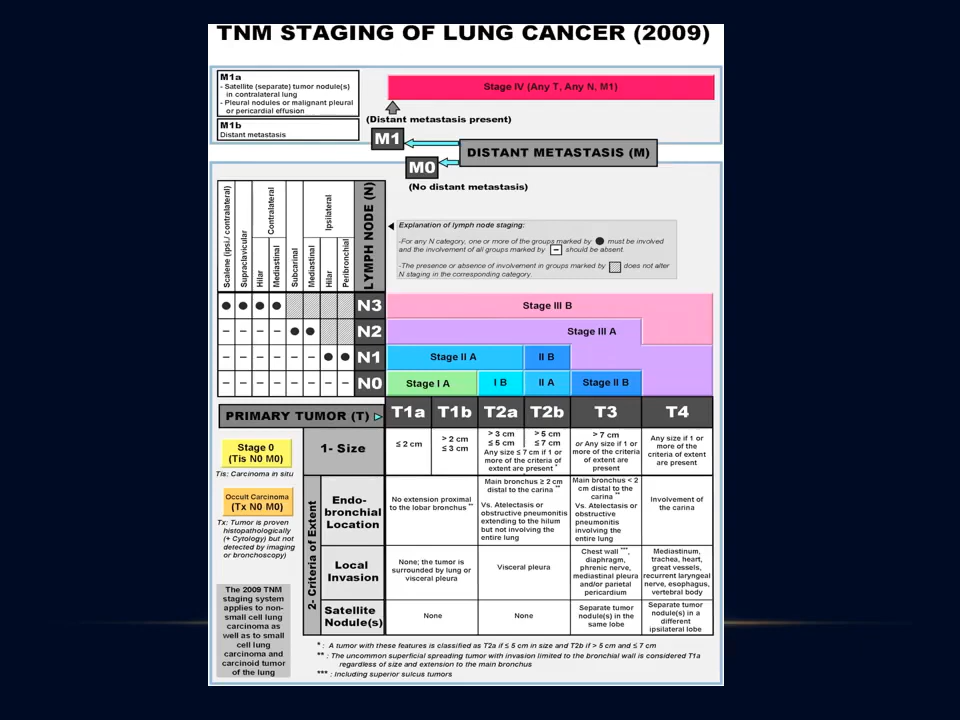 TNM STAGING OF LUNG CANCER (2009)
M1a
- Satellite (separate) tumor nodule(s)
in contralateral lung
- Pleural nodules or malignant pleural
or pericardial effusion
M1b
Distant metastasis
Stage IV (Any T, Any N, M1)
(Distant metastasis present)
M1
DISTANT METASTASIS (M)
M0
(No distant metastasis)
Scalene (ipsi./ contralateral)
Supraclavicular
Contralateral
Hilar
Mediastinal
Subcarinal
Ipsilateral
Mediastinal
Hilar
Peribronchial
LYMPH NODE (N)
Explanation of lymph node staging:
-For any N category, one or more of the groups marked by ● must be involved
and the involvement of all groups marked by – should be absent.
-The presence or absence of involvement in groups marked by does not alter
N staging in the corresponding category.
● ● ● ● N3 Stage III B
– – – – ● ● N2 Stage III A
– – – – – – ● ● N1 Stage II A II B
– – – – – – – – N0 Stage I A I B II A Stage II B
PRIMARY TUMOR (T) T1a T1b T2a T2b T3 T4
Stage 0
(Tis N0 M0)
Tis: Carcinoma in situ
Occult Carcinoma
(Tx N0 M0)
Tx: Tumor is proven
histopathologically
(+ Cytology) but not
detected by imaging
or bronchoscopy)
The 2009 TNM
staging system
applies to non-
small cell lung
carcinoma as
well as to small
cell lung
carcinoma and
carcinoid tumor
of the lung
1- Size
≤ 2 cm
> 2 cm
≤ 3 cm
> 3 cm
≤ 5 cm
> 5 cm
≤ 7 cm
Any size ≤ 7 cm if 1 or
more of the criteria of
extent are present *
> 7 cm
or Any size if 1 or
more of the criteria
of extent are
present
Any size if 1 or
more of the
criteria of extent
are present
2- Criteria of Extent
Endo-
bronchial
Location
No extension proximal
to the lobar bronchus **
Main bronchus ≥ 2 cm
distal to the carina **
Vs. Atelectasis or
obstructive pneumonitis
extending to the hilum
but not involving the
entire lung
Main bronchus < 2
cm distal to the
carina **
Vs. Atelectasis or
obstructive
pneumonitis
involving the
entire lung
Involvement of
the carina
Local
Invasion
None; the tumor is
surrounded by lung or
visceral pleura
Visceral pleura
Chest wall ***,
diaphragm,
phrenic nerve,
mediastinal pleura
and/or parietal
pericardium
Mediastinum,
trachea, heart,
great vessels,
recurrent laryngeal
nerve, esophagus,
vertebral body
Satellite
Nodule(s)
None
None
Separate tumor
nodule(s) in the
same lobe
Separate tumor
nodule(s) in a
different
ipsilateral lobe
* : A tumor with these features is classified as T2a if ≤ 5 cm in size and T2b if > 5 cm and ≤ 7 cm
** : The uncommon superficial spreading tumor with invasion limited to the bronchial wall is considered T1a
regardless of size and extension to the main bronchus
*** : Including superior sulcus tumors